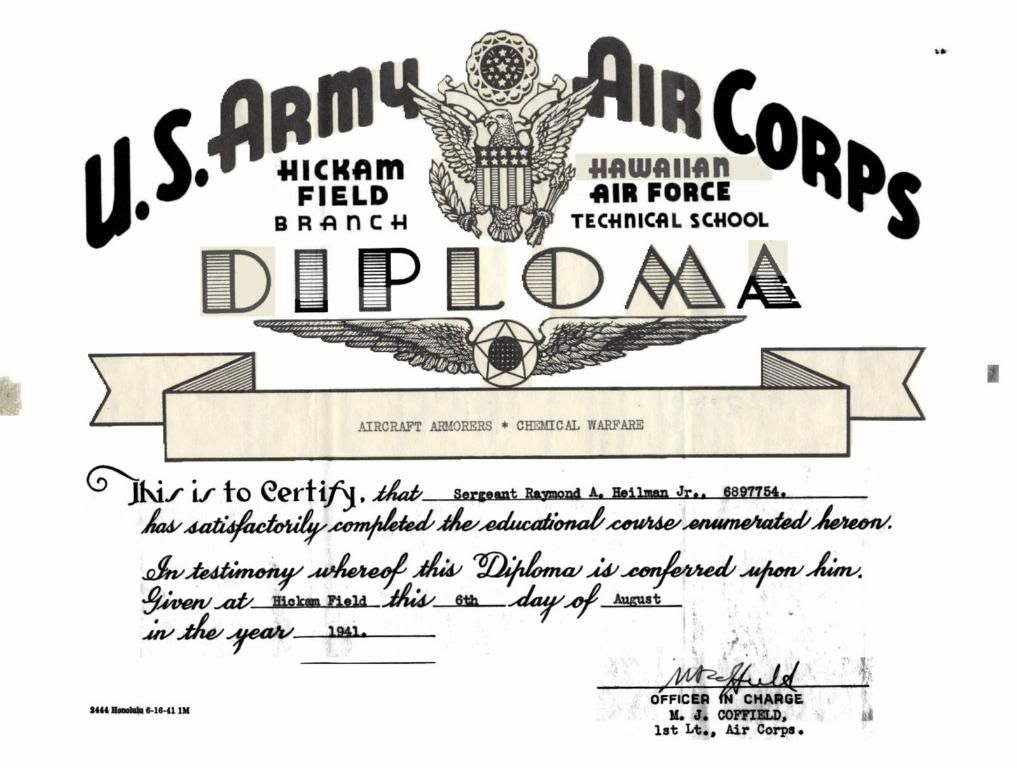 U.S. ARMY AIR CORPS
HICKAM FIELD BRANCH
HAWAIIAN AIR FORCE TECHNICAL SCHOOL
DIPLOMA
AIRCRAFT ARMORERS * CHEMICAL WARFARE
This is to Certify, that Sergeant Raymond A. Heilman Jr., 6897754.
has satisfactorily completed the educational course enumerated hereon.
In testimony whereof this Diploma is conferred upon him.
Given at Hickam Field this 6th day of August
in the year 1941.
M J Coffield
OFFICER IN CHARGE
M. J. COFFIELD,
1st Lt., Air Corps.
2444 Honolulu 6-16-41 1M